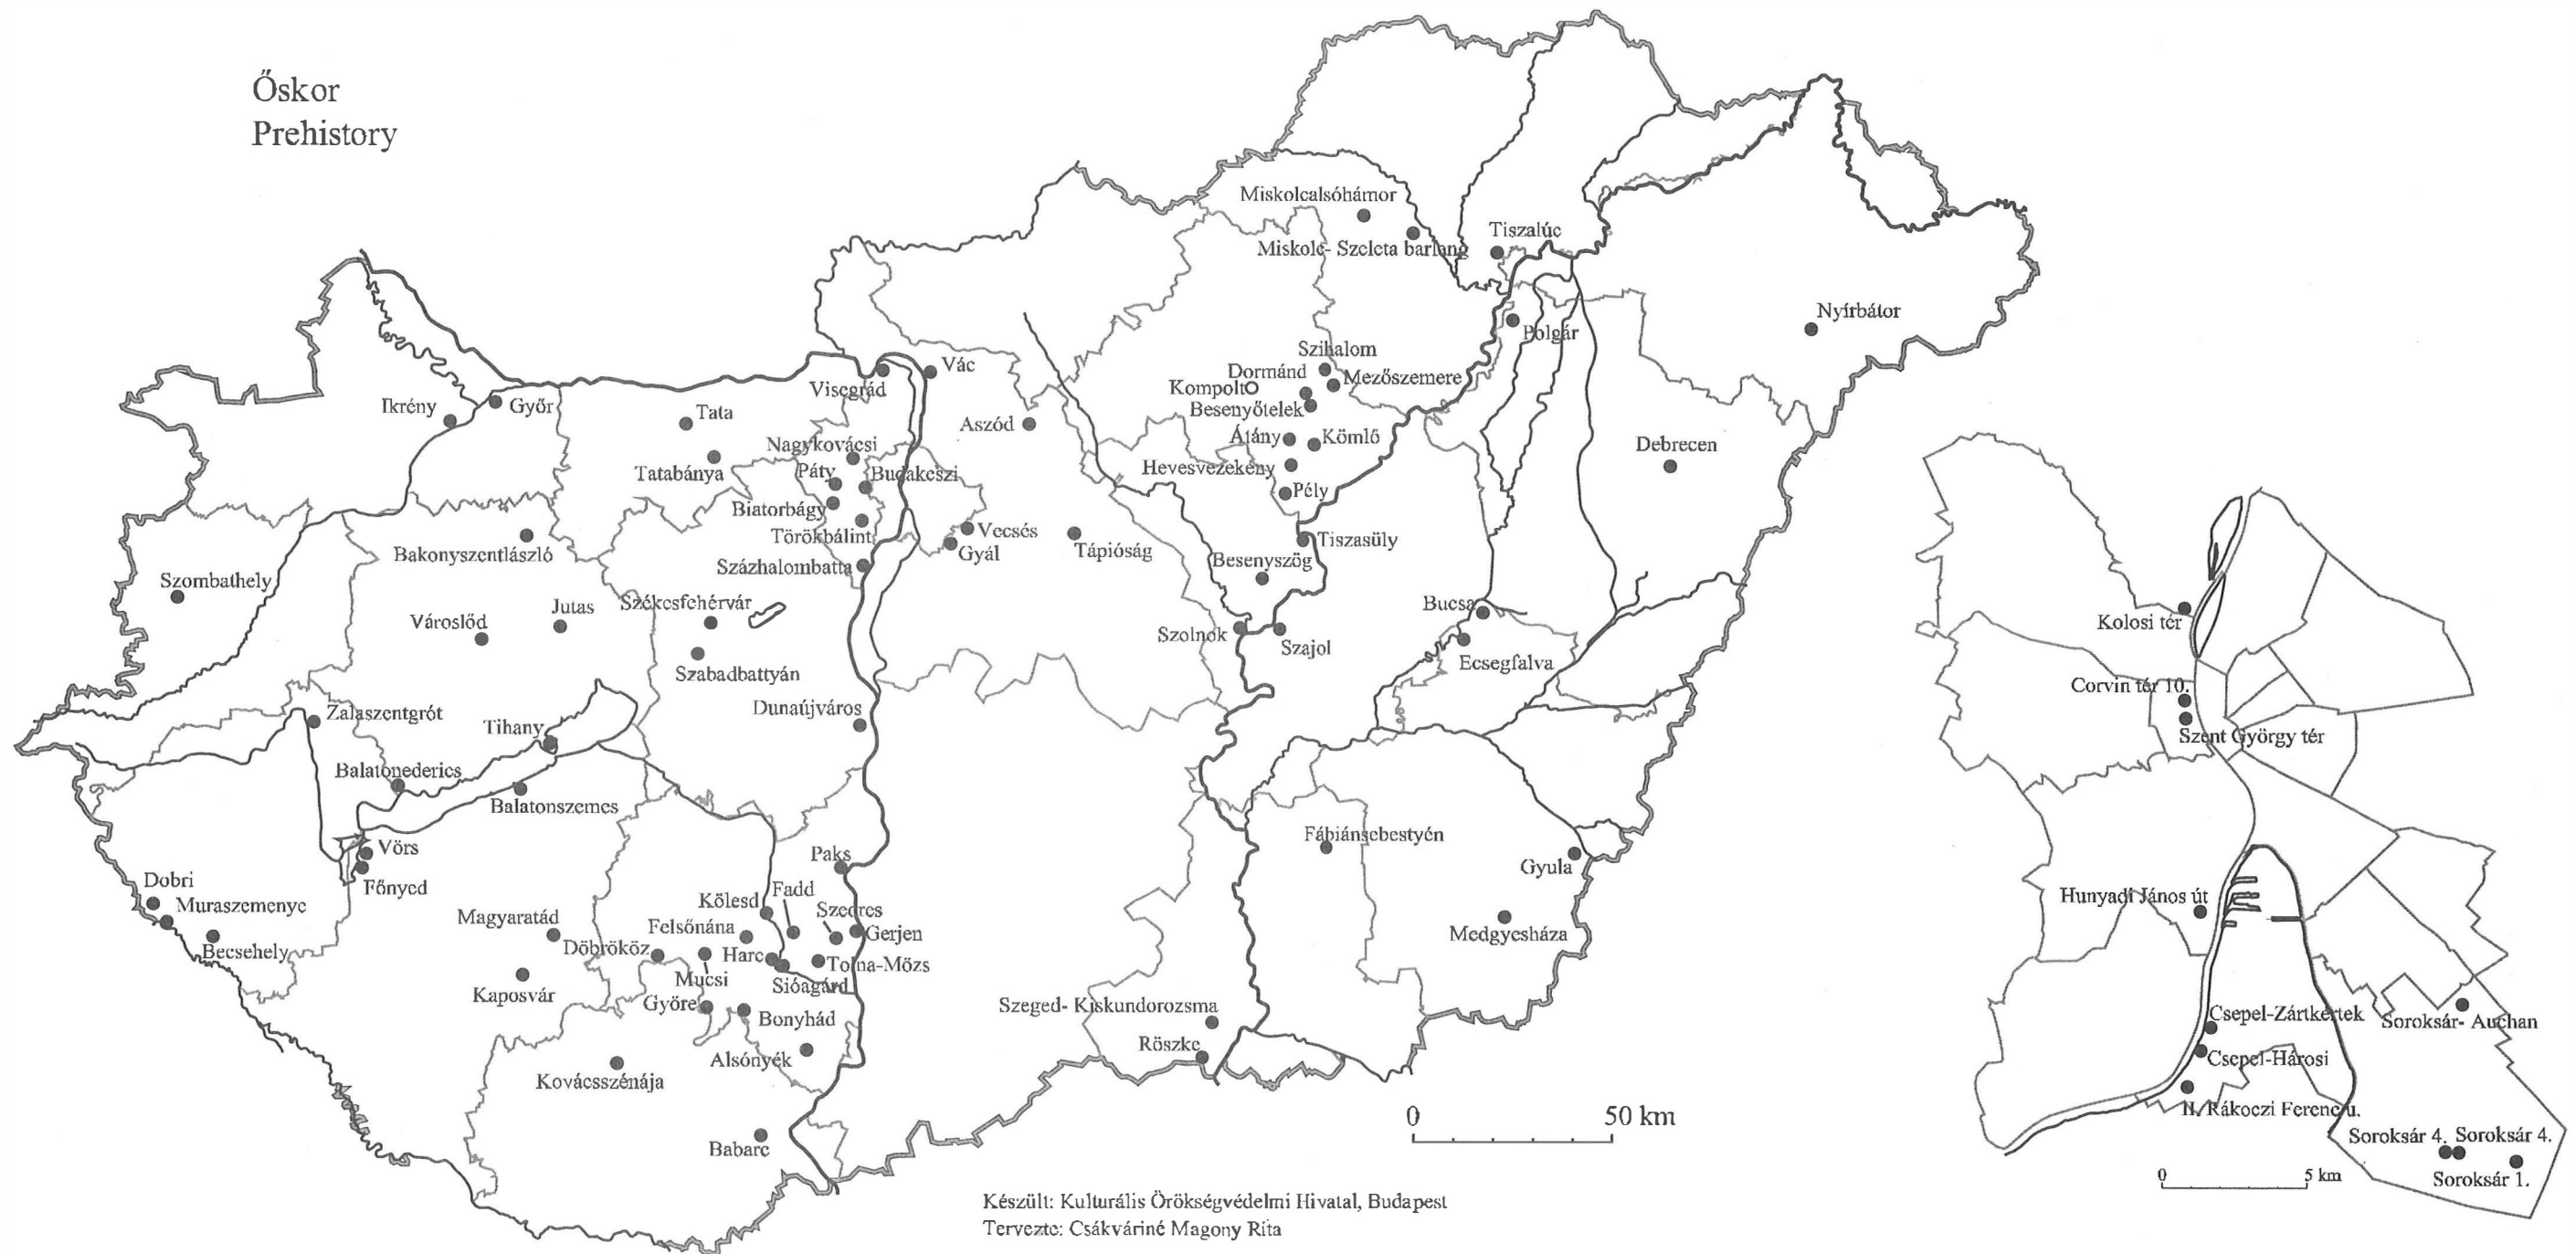 Őskor
Prehistory
Miskolcalsóhámor
Miskolc- Szeleta barlang
Tiszalúc
Polgár
Nyírbátor
Szihalom
Dormánd
Mezőszemere
Kompolt
Besenyőtelek
Átány
Kömlő
Hevesvezekény
Pély
Debrecen
Visegrád
Vác
Ikrény
Győr
Tata
Aszód
Nagykovácsi
Tatabánya
Páty
Budakeszi
Biatorbágy
Törökbálint
Vecsés
Gyál
Tápióság
Tiszasüly
Besenyszög
Bakonyszentlászló
Százhalombatta
Szombathely
Jutas
Székesfehérvár
Városlőd
Bucsa
Szolnok
Szajol
Ecsegfalva
Szabadbattyán
Dunaújváros
Zalaszentgrót
Tihany
Balatonederics
Balatonszemes
Vörs
Főnyed
Fábiánsebestyén
Gyula
Paks
Dobri
Muraszemenye
Becsehely
Fadd
Kölesd
Szedres
Magyaratád
Felsőnána
Gerjen
Döbrököz
Harc
Tolna-Mőzs
Medgyesháza
Mucsi
Sióagárd
Kaposvár
Györe
Bonyhád
Szeged- Kiskundorozsma
Röszke
Alsónyék
Kovácsszénája
Babarc
0 50 km
Készült: Kulturális Örökségvédelmi Hivatal, Budapest
Tervezte: Csákváriné Magony Rita
Kolosi tér
Corvin tér 10.
Szent György tér
Hunyadi János út
Csepel-Zártkertek
Soroksár- Auchan
Csepel-Hárosi
II. Rákoczi Ferenc u.
Soroksár 4. Soroksár 4.
Soroksár 1.
0 5 km